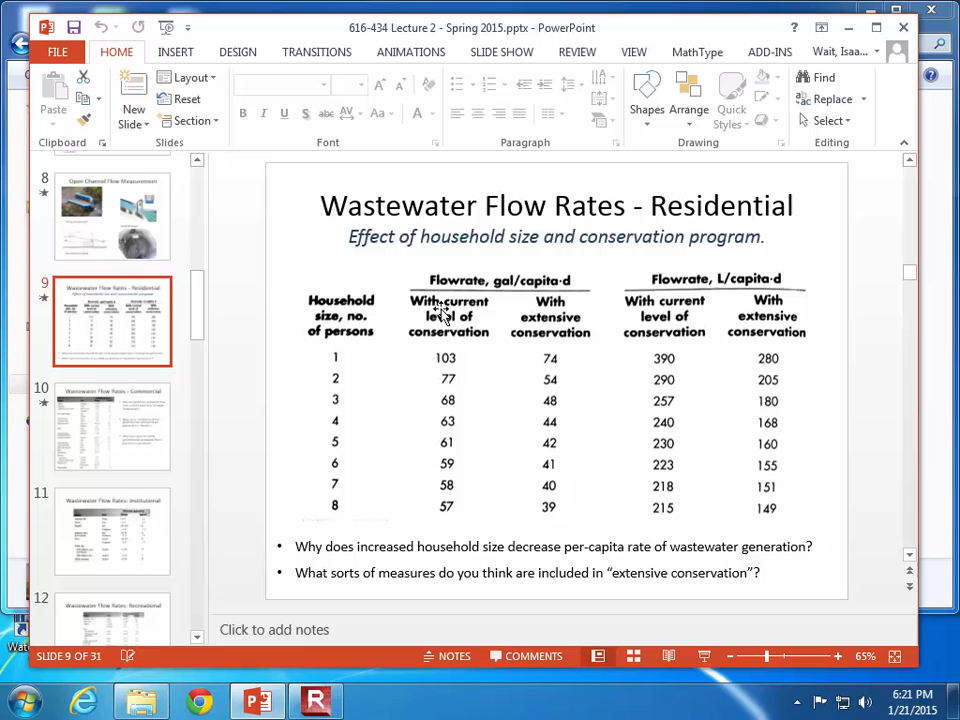 616-434 Lecture 2 - Spring 2015.pptx - PowerPoint
FILE HOME INSERT DESIGN TRANSITIONS ANIMATIONS SLIDE SHOW REVIEW VIEW MathType ADD-INS Wait, Isaa...
Paste
New
Slide
Layout
Reset
Section
B I U S abc AV Aa A
Shapes
Arrange
Quick
Styles
Find
Replace
Select
Clipboard Slides Font Paragraph Drawing Editing
8
Open Channel Flow Measurement
9
Wastewater Flow Rates - Residential
10
Wastewater Flow Rates - Commercial
11
Wastewater Flow Rates: Institutional
12
Wastewater Flow Rates: Recreational
Wastewater Flow Rates - Residential
Effect of household size and conservation program.
Flowrate, gal/capita·d Flowrate, L/capita·d
Household With current With With current With
size, no. level of extensive level of extensive
of persons conservation conservation conservation conservation
1 103 74 390 280
2 77 54 290 205
3 68 48 257 180
4 63 44 240 168
5 61 42 230 160
6 59 41 223 155
7 58 40 218 151
8 57 39 215 149
• Why does increased household size decrease per-capita rate of wastewater generation?
• What sorts of measures do you think are included in “extensive conservation”?
Click to add notes
SLIDE 9 OF 31 NOTES COMMENTS 65%
6:21 PM
1/21/2015